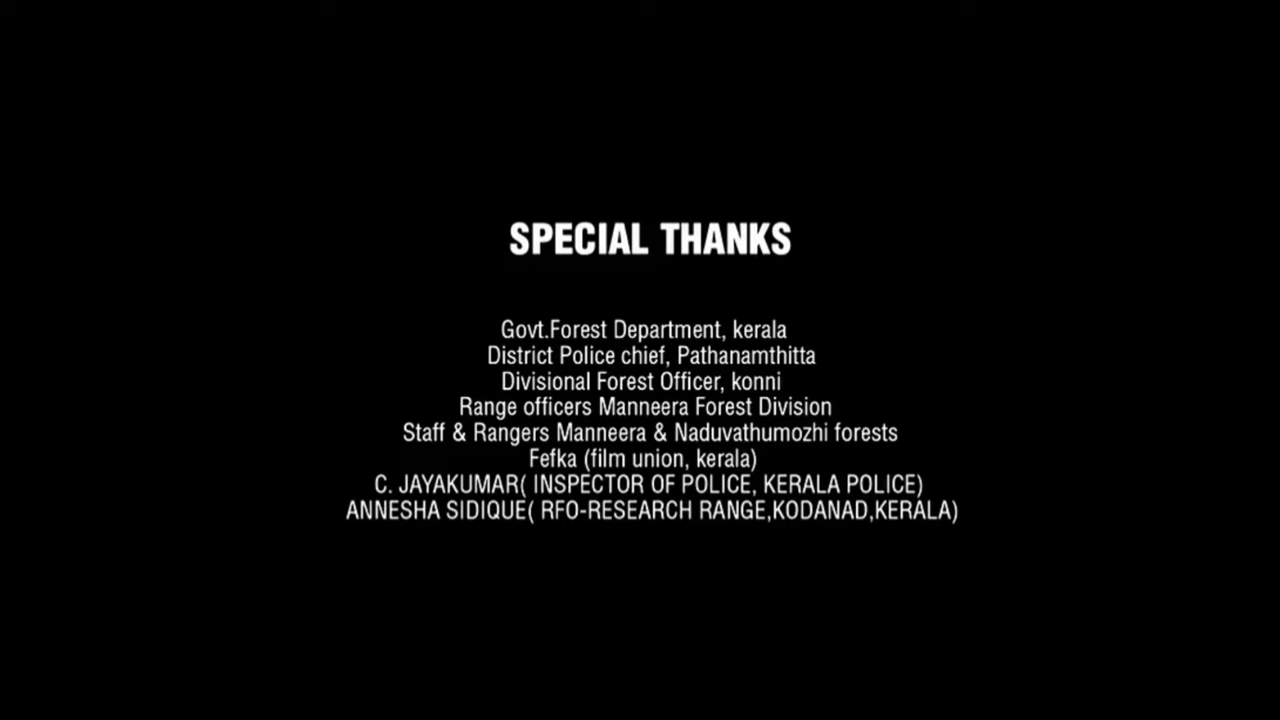 SPECIAL THANKS
Govt.Forest Department, kerala
District Police chief, Pathanamthitta
Divisional Forest Officer, konni
Range officers Manneera Forest Division
Staff & Rangers Manneera & Naduvathumozhi forests
Fefka (film union, kerala)
C. JAYAKUMAR( INSPECTOR OF POLICE, KERALA POLICE)
ANNESHA SIDIQUE( RFO-RESEARCH RANGE,KODANAD,KERALA)